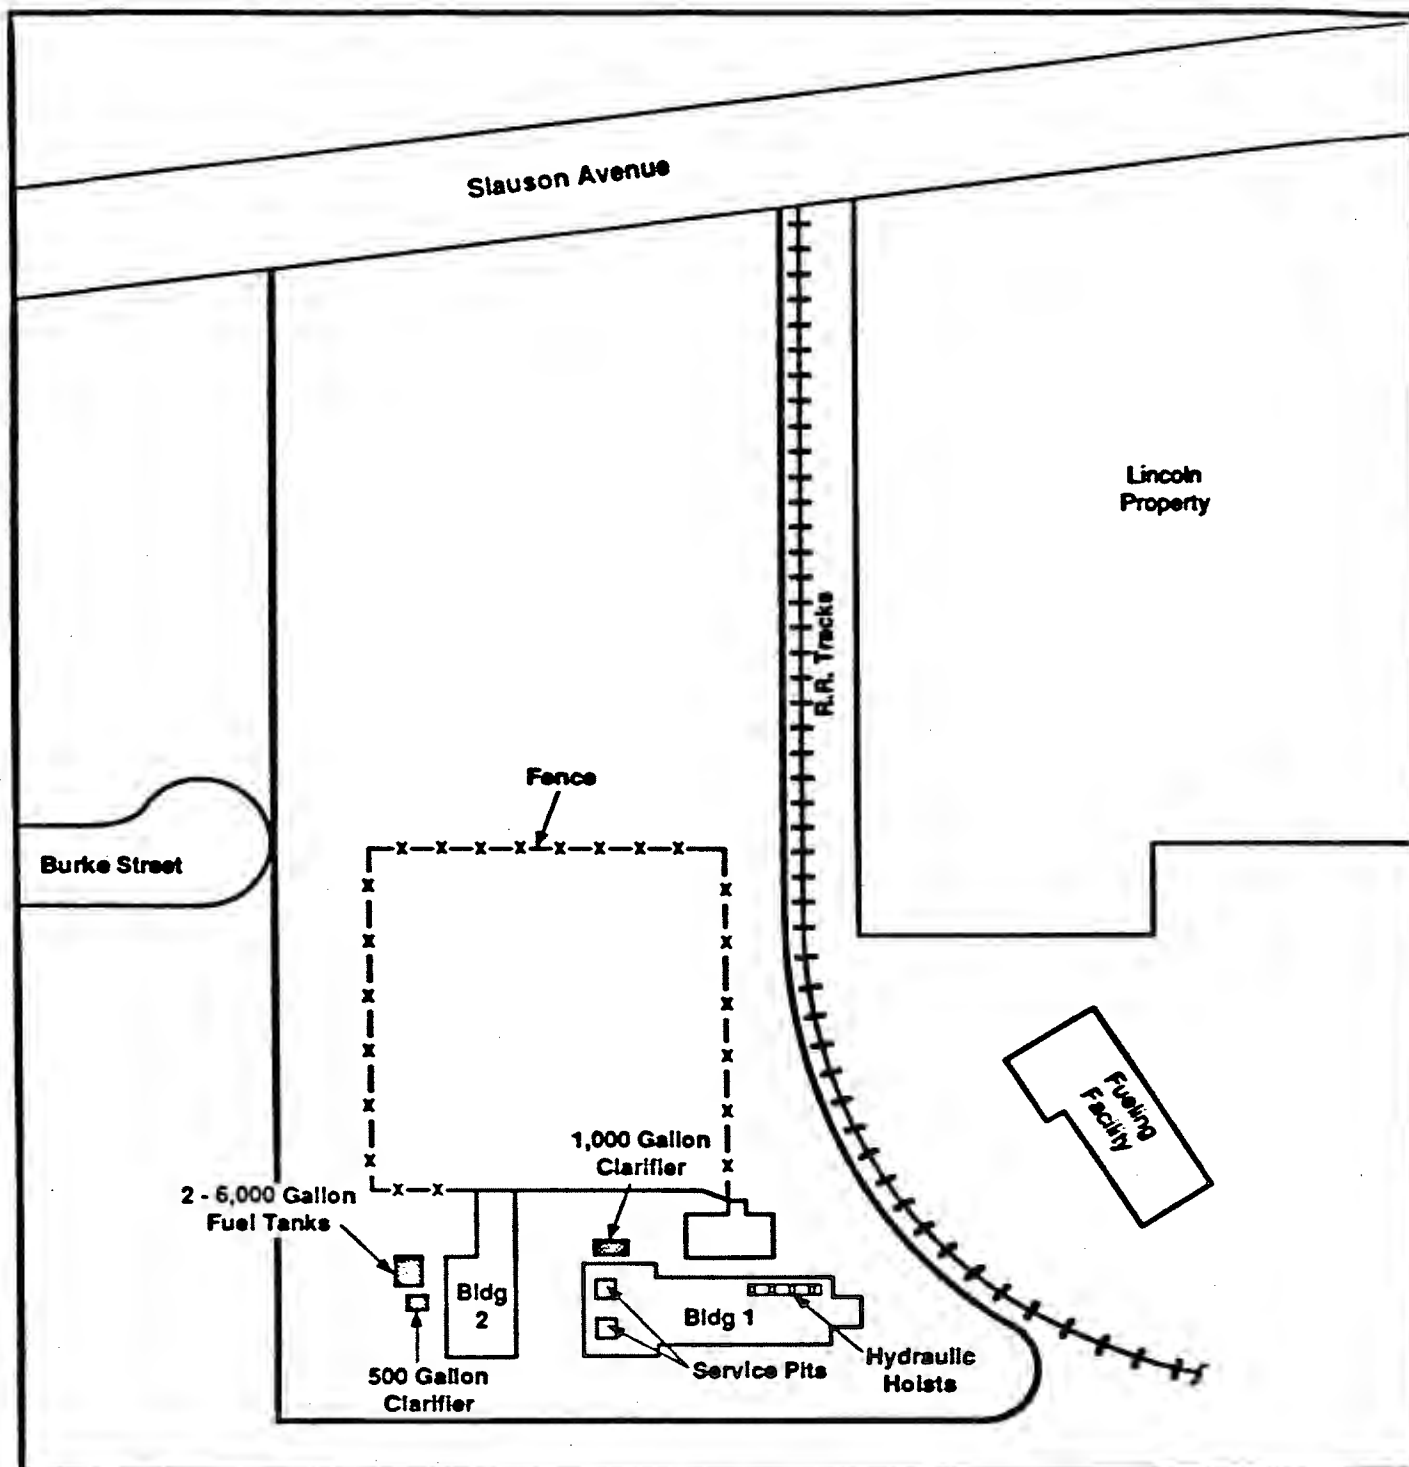 Slauson Avenue
Lincoln
Property
R.R. Tracks
Fence
Burke Street
Fueling
Facility
1,000 Gallon
Clarifier
2 - 6,000 Gallon
Fuel Tanks
Bldg
2
Bldg 1
Service Pits
Hydraulic
Hoists
500 Gallon
Clarifier